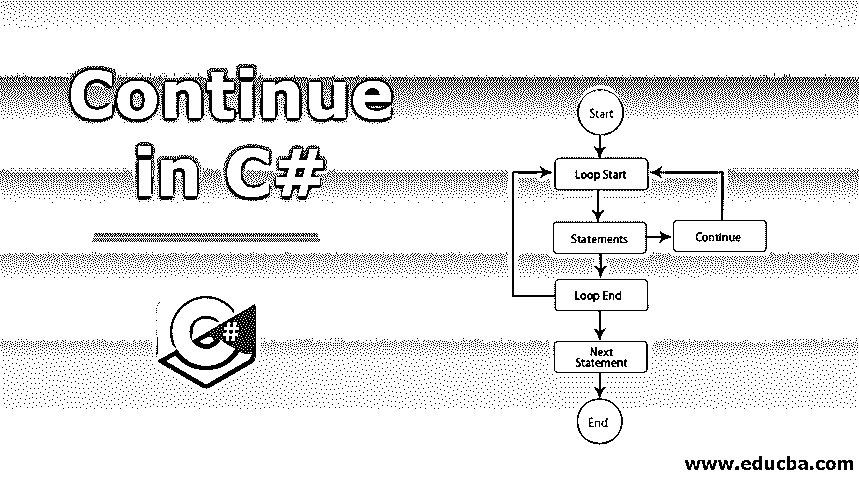 Continue
in C#
C#
Start
Loop Start
Statements
Continue
Loop End
Next
Statement
End
www.educba.com